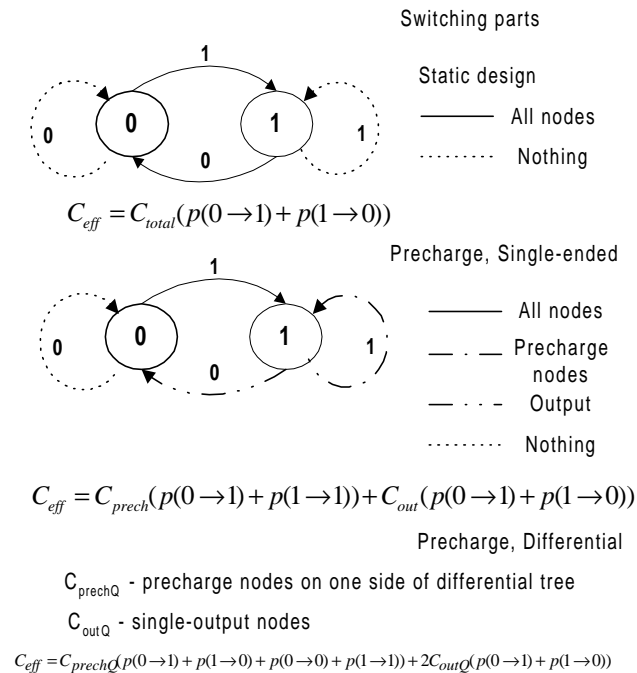 Switching parts
1
Static design
0
0
1
1
All nodes
0
Nothing
C_eff = C_total(p(0→1) + p(1→0))
Precharge, Single-ended
1
All nodes
0
0
1
1
Precharge nodes
0
Output
Nothing
C_eff = C_prech(p(0→1) + p(1→1)) + C_out(p(0→1) + p(1→0))
Precharge, Differential
C_prechQ - precharge nodes on one side of differential tree
C_outQ - single-output nodes
C_eff = C_prechQ(p(0→1) + p(1→0) + p(0→0) + p(1→1)) + 2C_outQ(p(0→1) + p(1→0))